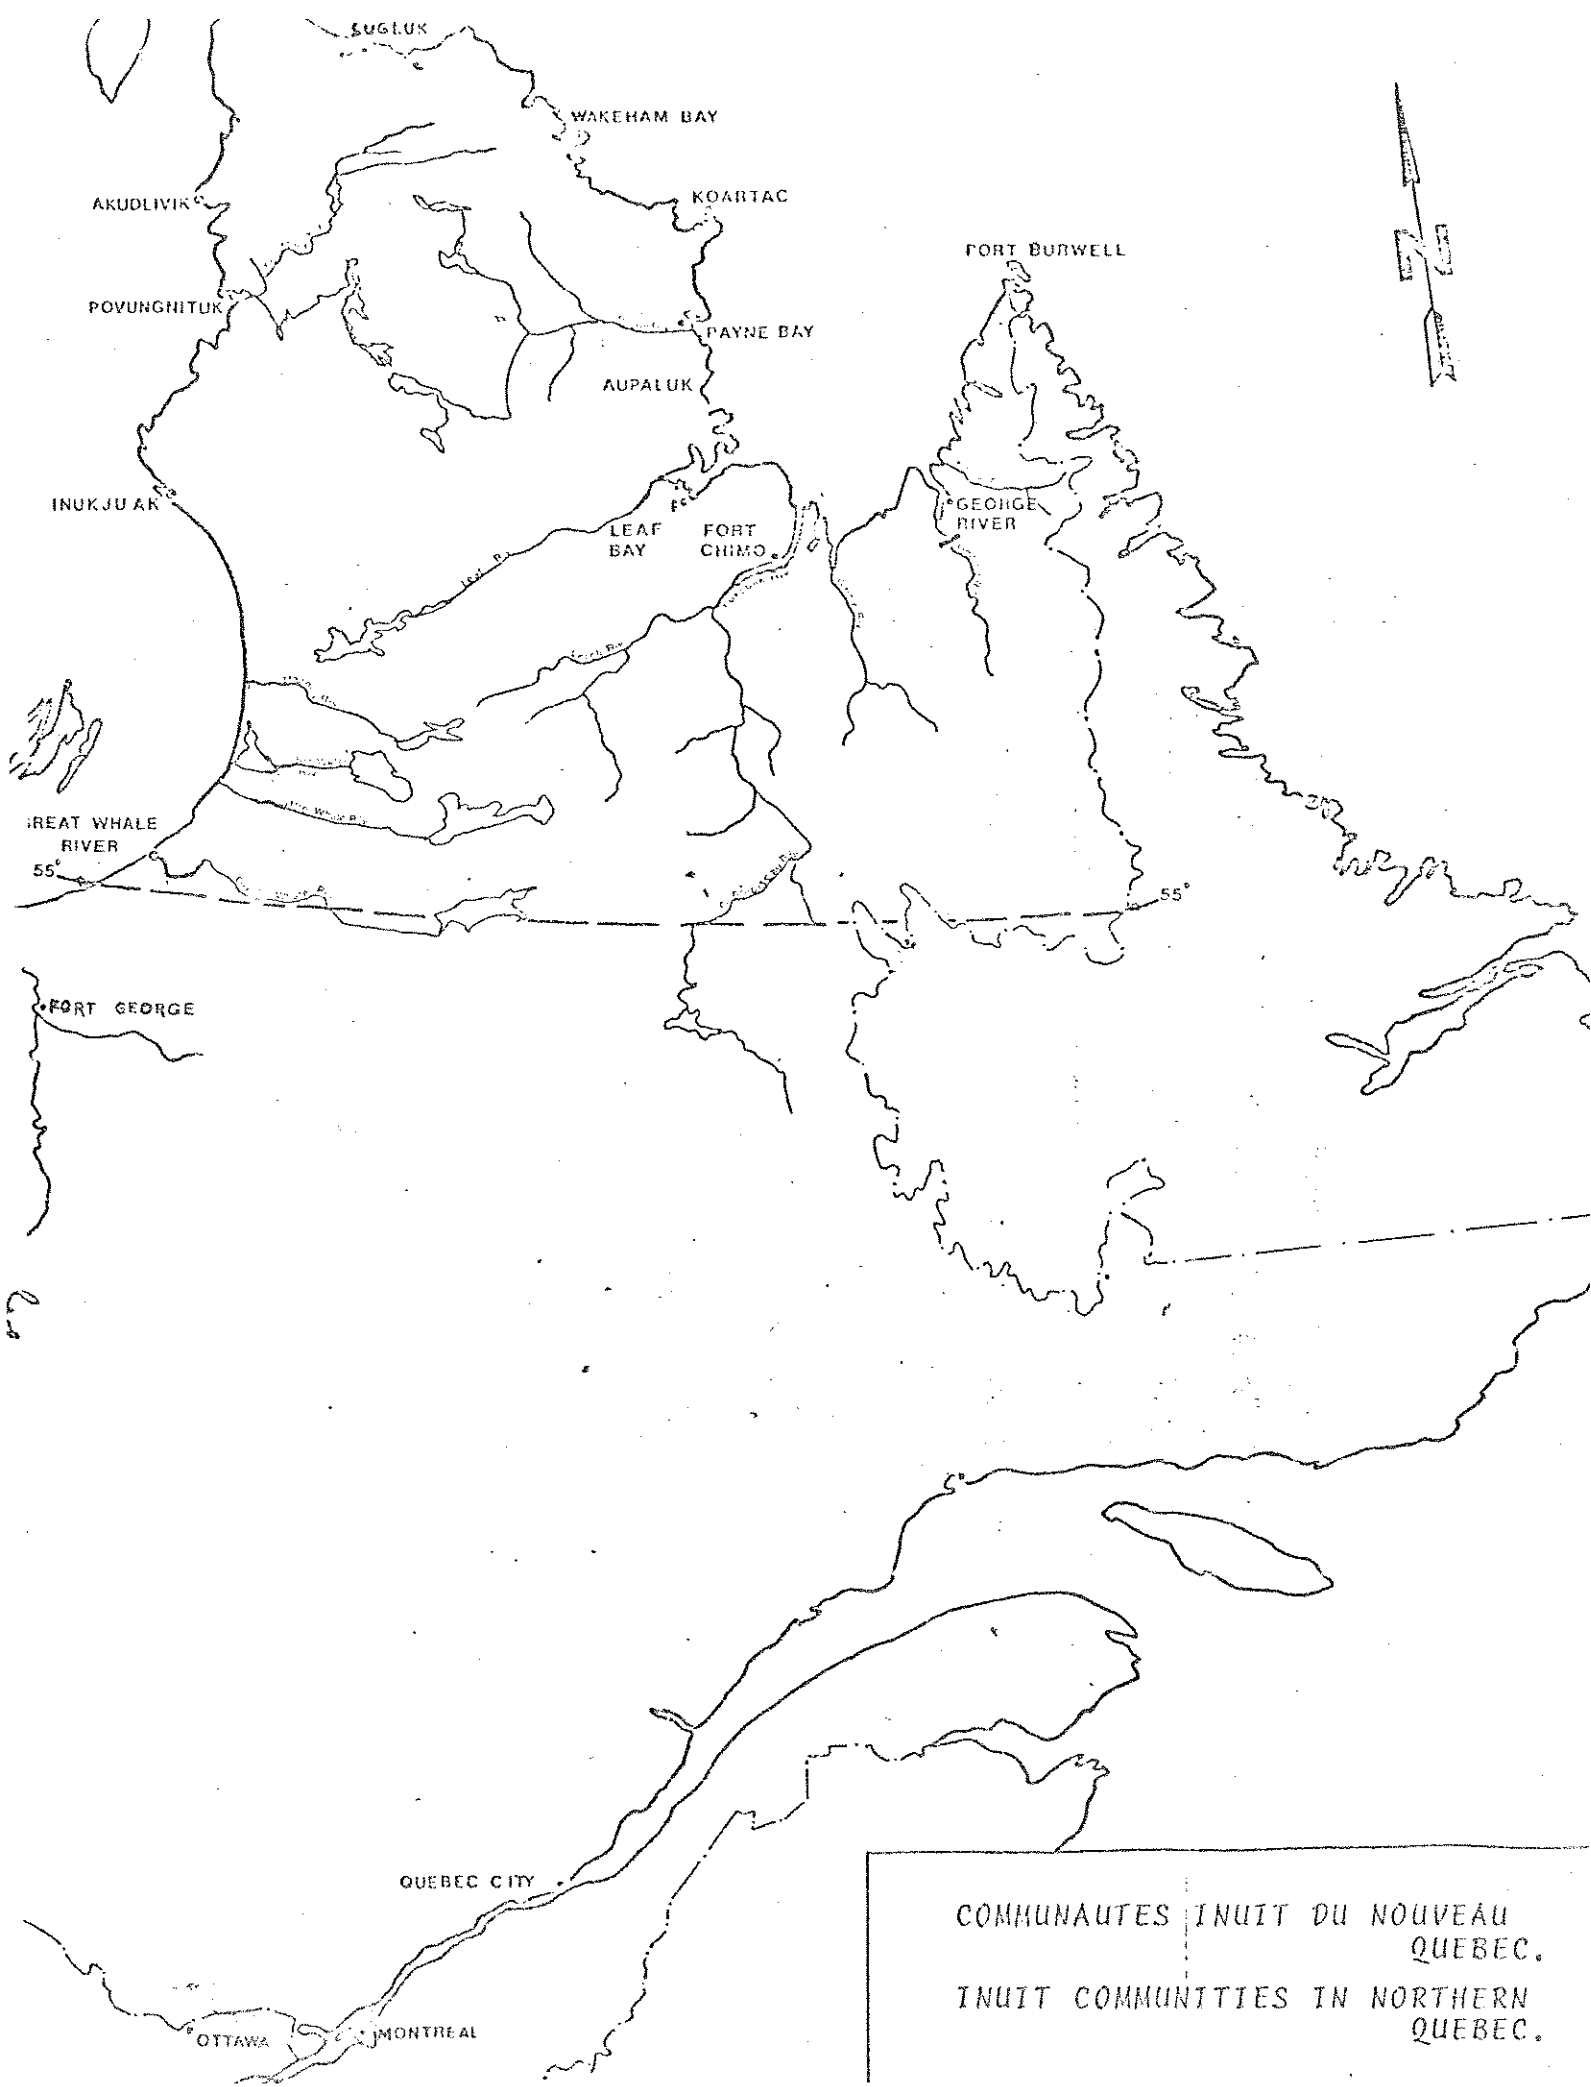 SUGLUK
WAKEHAM BAY
AKUDLIVIK
KOARTAC
FORT BURWELL
N
POVUNGNITUK
PAYNE BAY
AUPALUK
INUKJUAK
GEORGE
RIVER
LEAF
BAY
FORT
CHIMO
Leaf R.
GREAT WHALE
RIVER
55°
55°
FORT GEORGE
QUEBEC CITY
OTTAWA
MONTREAL
COMMUNAUTES INUIT DU NOUVEAU
QUEBEC.
INUIT COMMUNITIES IN NORTHERN
QUEBEC.